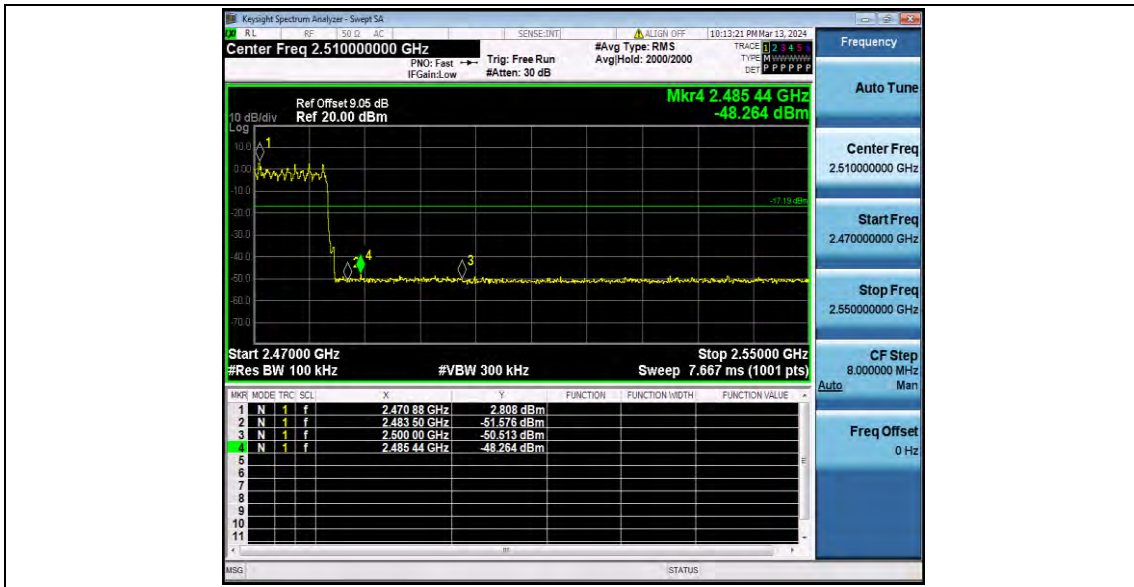 Keysight Spectrum Analyzer - Swept SA
RL RF 50 Ω AC SENSE:INT ALIGN OFF 10:13:21 PM Mar 13, 2024
Center Freq 2.510000000 GHz
PNO: Fast
IFGain:Low
Trig: Free Run
#Atten: 30 dB
#Avg Type: RMS
Avg|Hold: 2000/2000
TRACE 1 2 3 4 5 6
TYPE M WWWWW
DET P P P P P P
Mkr4 2.485 44 GHz
-48.264 dBm
Ref Offset 9.05 dB
10 dB/div Ref 20.00 dBm
Log
10.0
0.00
-10.0
-20.0
-30.0
-40.0
-50.0
-60.0
-70.0
1
2
4
3
-17.19 dBm
Start 2.47000 GHz Stop 2.55000 GHz
#Res BW 100 kHz #VBW 300 kHz Sweep 7.667 ms (1001 pts)
MKR MODE TRC SCL X Y FUNCTION FUNCTION WIDTH FUNCTION VALUE
1 N 1 f 2.470 88 GHz 2.808 dBm
2 N 1 f 2.483 50 GHz -51.576 dBm
3 N 1 f 2.500 00 GHz -50.513 dBm
4 N 1 f 2.485 44 GHz -48.264 dBm
5
6
7
8
9
10
11
MSG STATUS
Frequency
Auto Tune
Center Freq
2.510000000 GHz
Start Freq
2.470000000 GHz
Stop Freq
2.550000000 GHz
CF Step
8.000000 MHz
Auto Man
Freq Offset
0 Hz